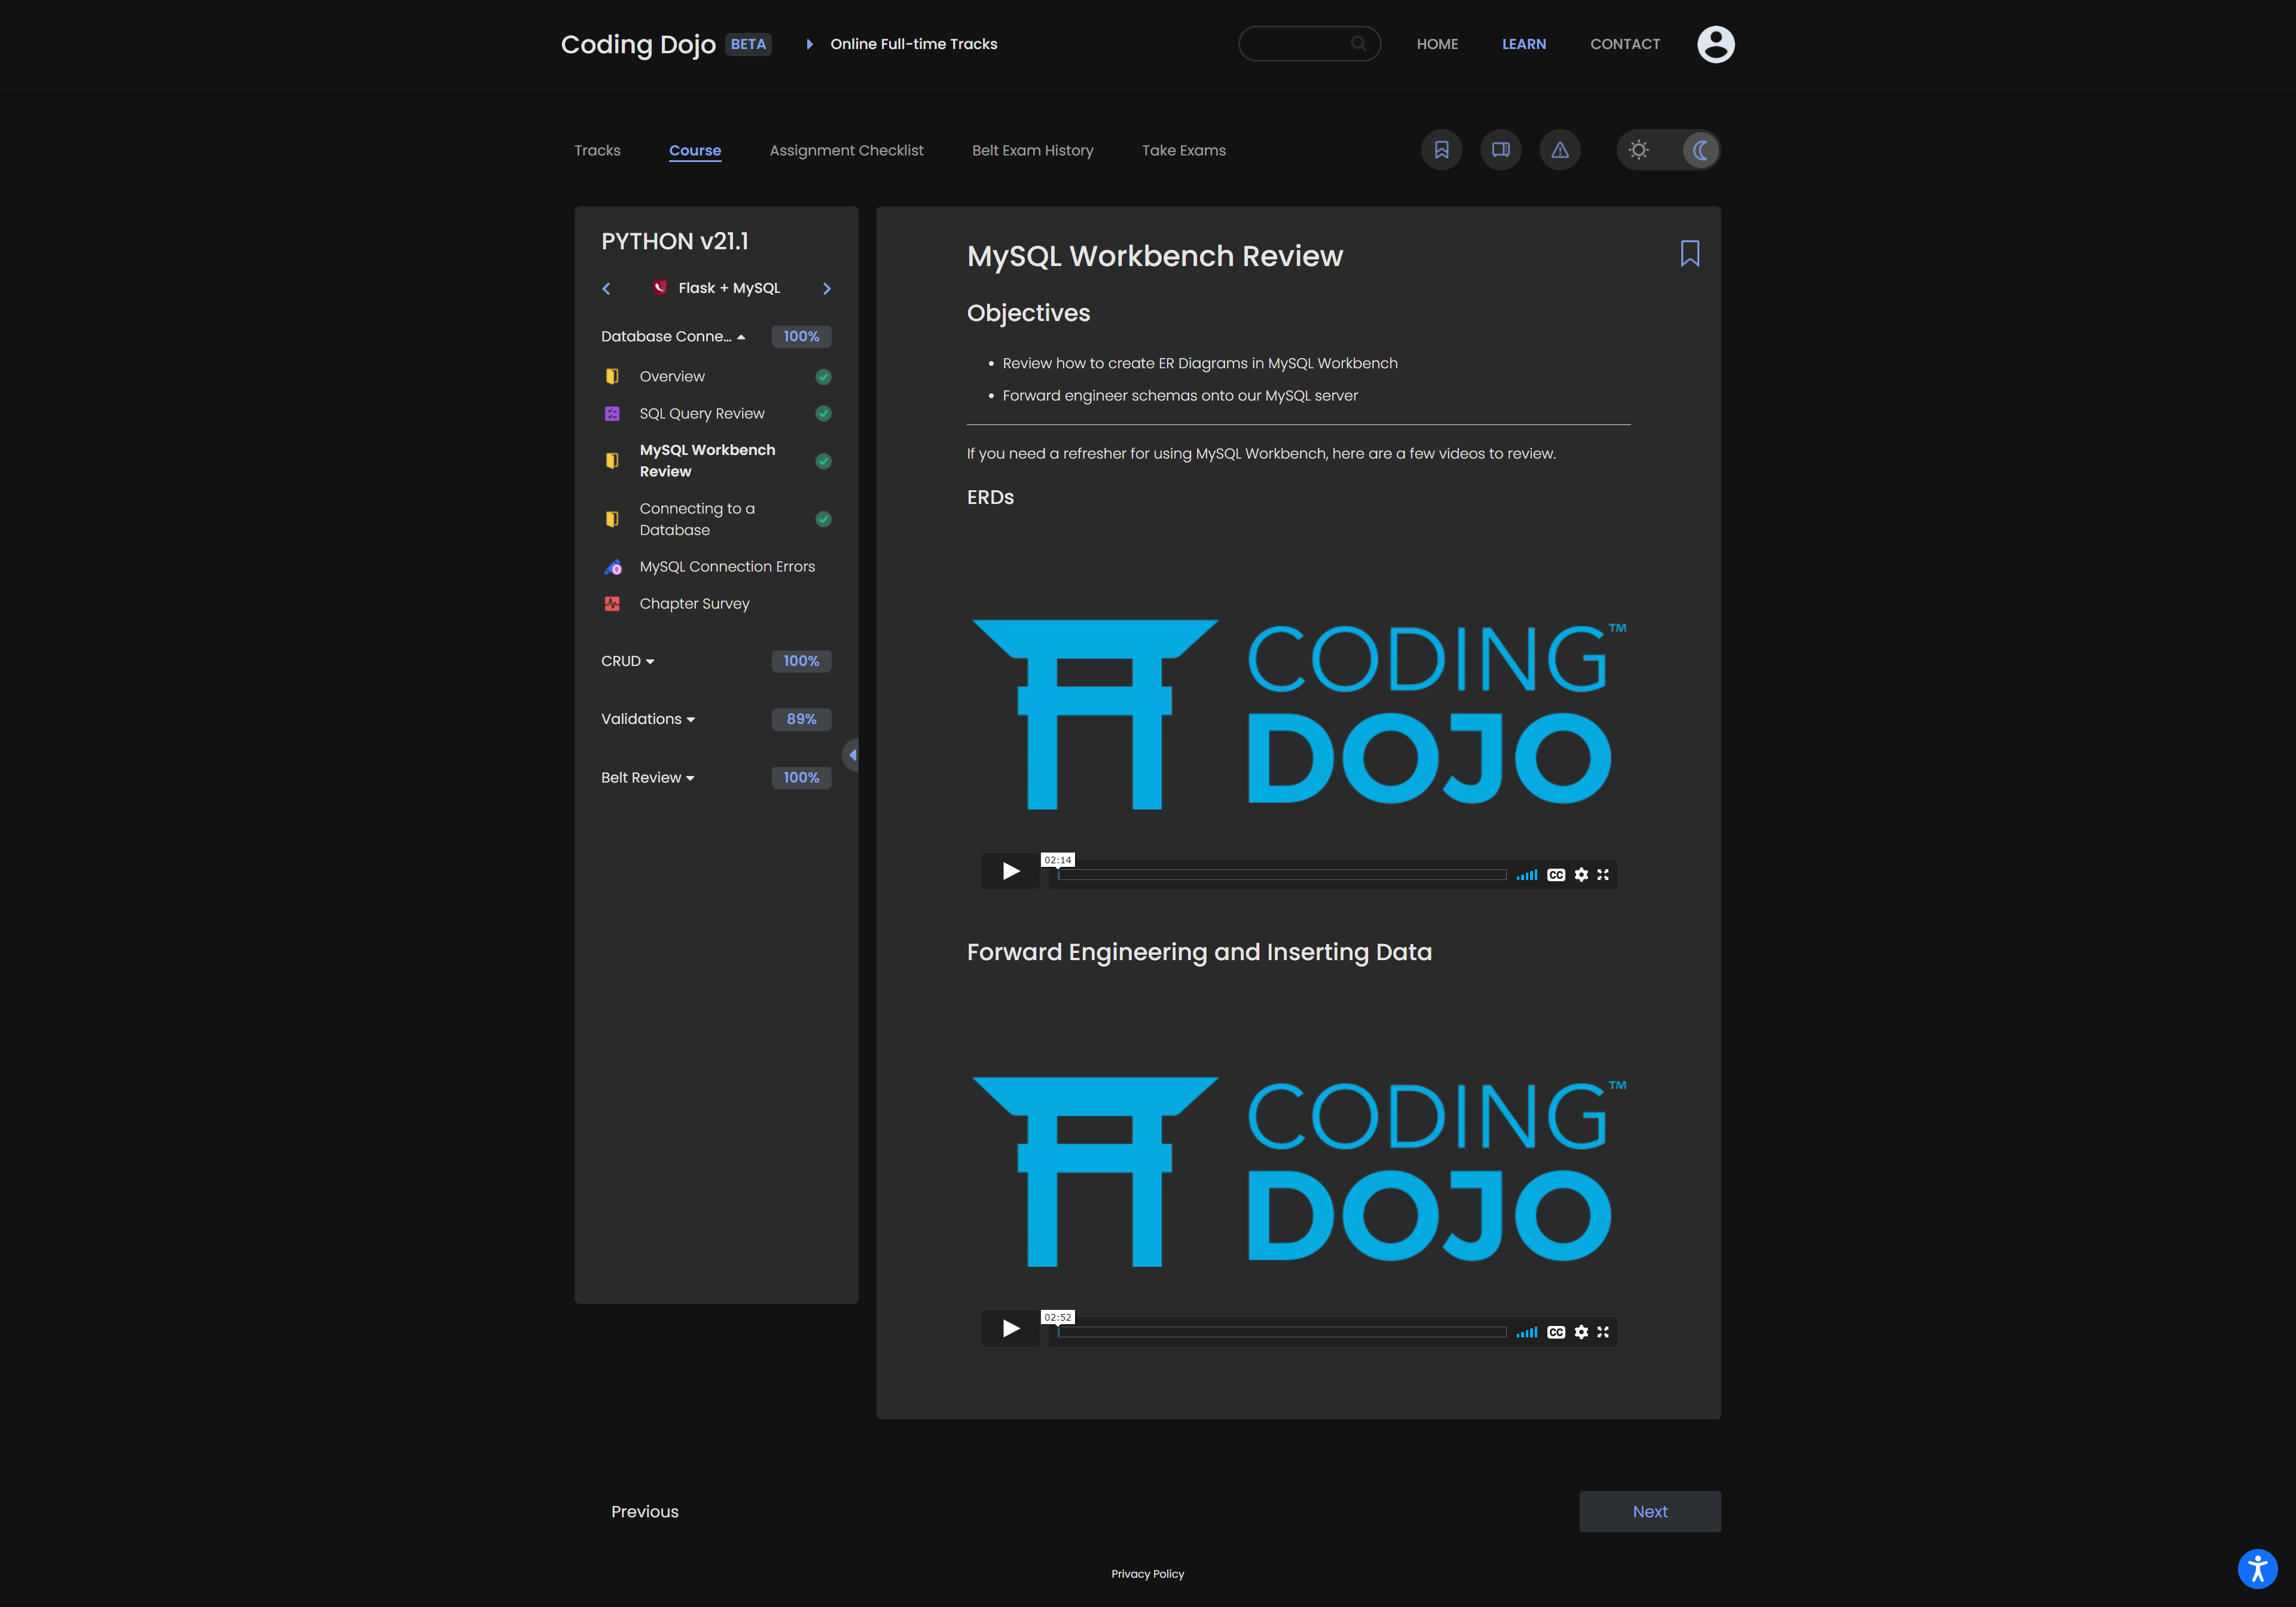 Coding Dojo BETA Online Full-time Tracks HOME LEARN CONTACT
Tracks Course Assignment Checklist Belt Exam History Take Exams
PYTHON v21.1
Flask + MySQL
Database Conne... 100%
Overview
SQL Query Review
MySQL Workbench
Review
Connecting to a
Database
MySQL Connection Errors
Chapter Survey
CRUD 100%
Validations 89%
Belt Review 100%
MySQL Workbench Review
Objectives
• Review how to create ER Diagrams in MySQL Workbench
• Forward engineer schemas onto our MySQL server
If you need a refresher for using MySQL Workbench, here are a few videos to review.
ERDs
CODING™
DOJO
02:14
CC
Forward Engineering and Inserting Data
CODING™
DOJO
02:52
CC
Previous Next
Privacy Policy